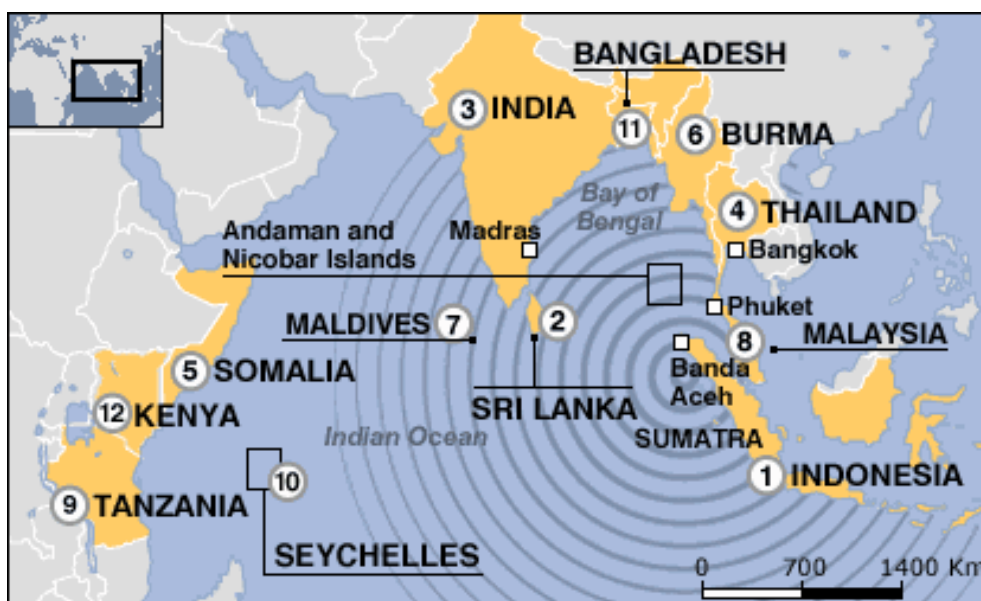 BANGLADESH
3 INDIA
11
6 BURMA
Bay of
Bengal
4 THAILAND
Andaman and
Nicobar Islands
Madras
Bangkok
Phuket
MALDIVES 7
2
8 MALAYSIA
Banda
Aceh
5 SOMALIA
SRI LANKA
12 KENYA
Indian Ocean
SUMATRA
1 INDONESIA
10
9 TANZANIA
SEYCHELLES
0 700 1400 Km